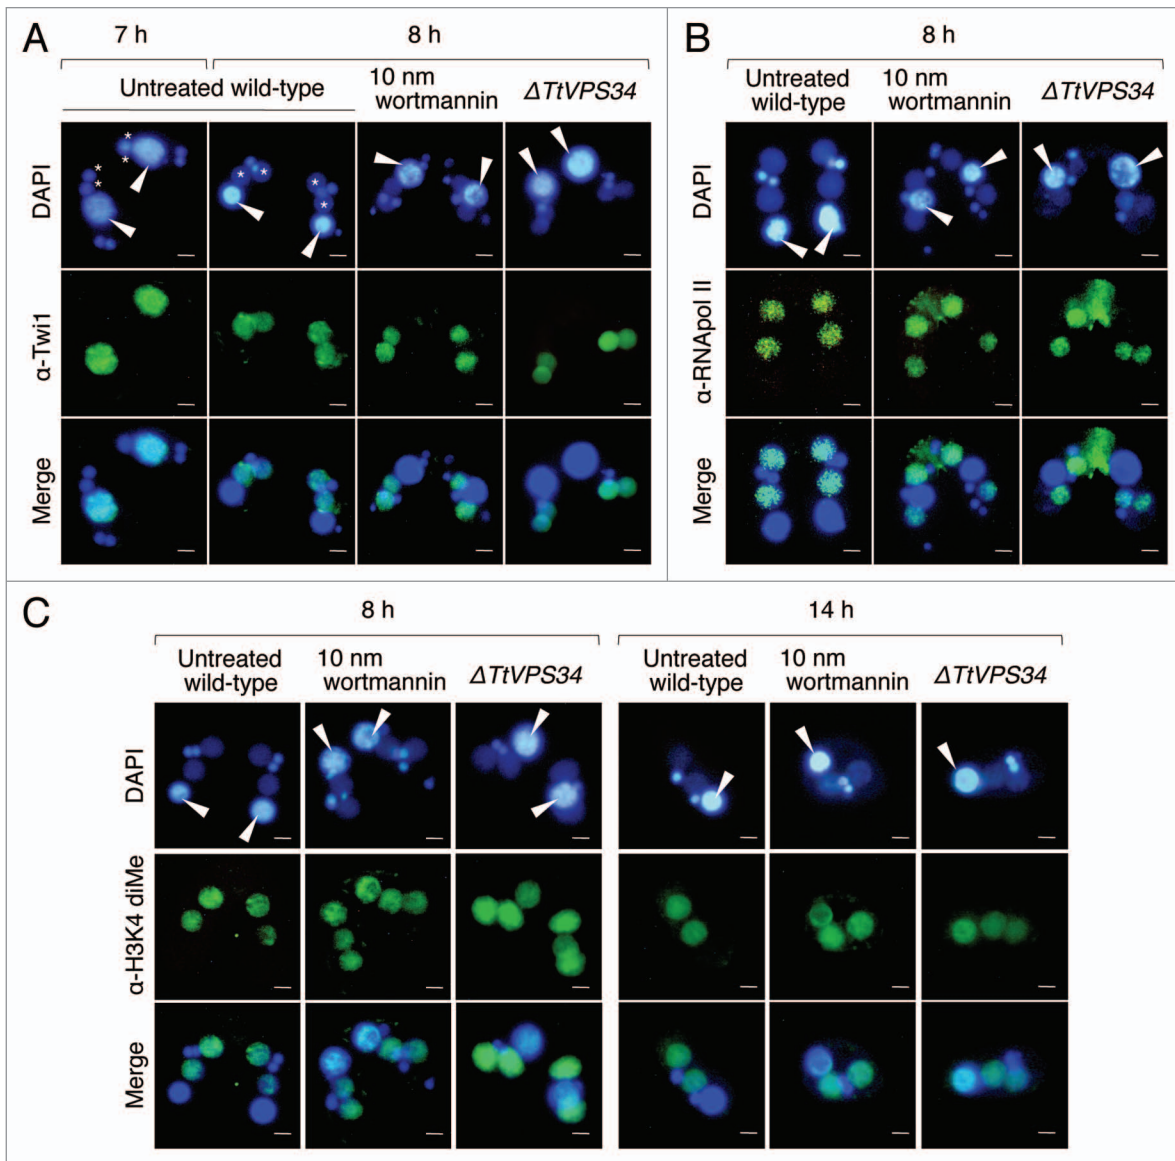 A
7 h
8 h
Untreated wild-type
10 nm
wortmannin
ΔTtVPS34
DAPI
* * * * * * * *
α-Twi1
Merge
B
8 h
Untreated
wild-type
10 nm
wortmannin
ΔTtVPS34
DAPI
α-RNApol II
Merge
C
8 h
14 h
Untreated
wild-type
10 nm
wortmannin
ΔTtVPS34
Untreated
wild-type
10 nm
wortmannin
ΔTtVPS34
DAPI
α-H3K4 diMe
Merge